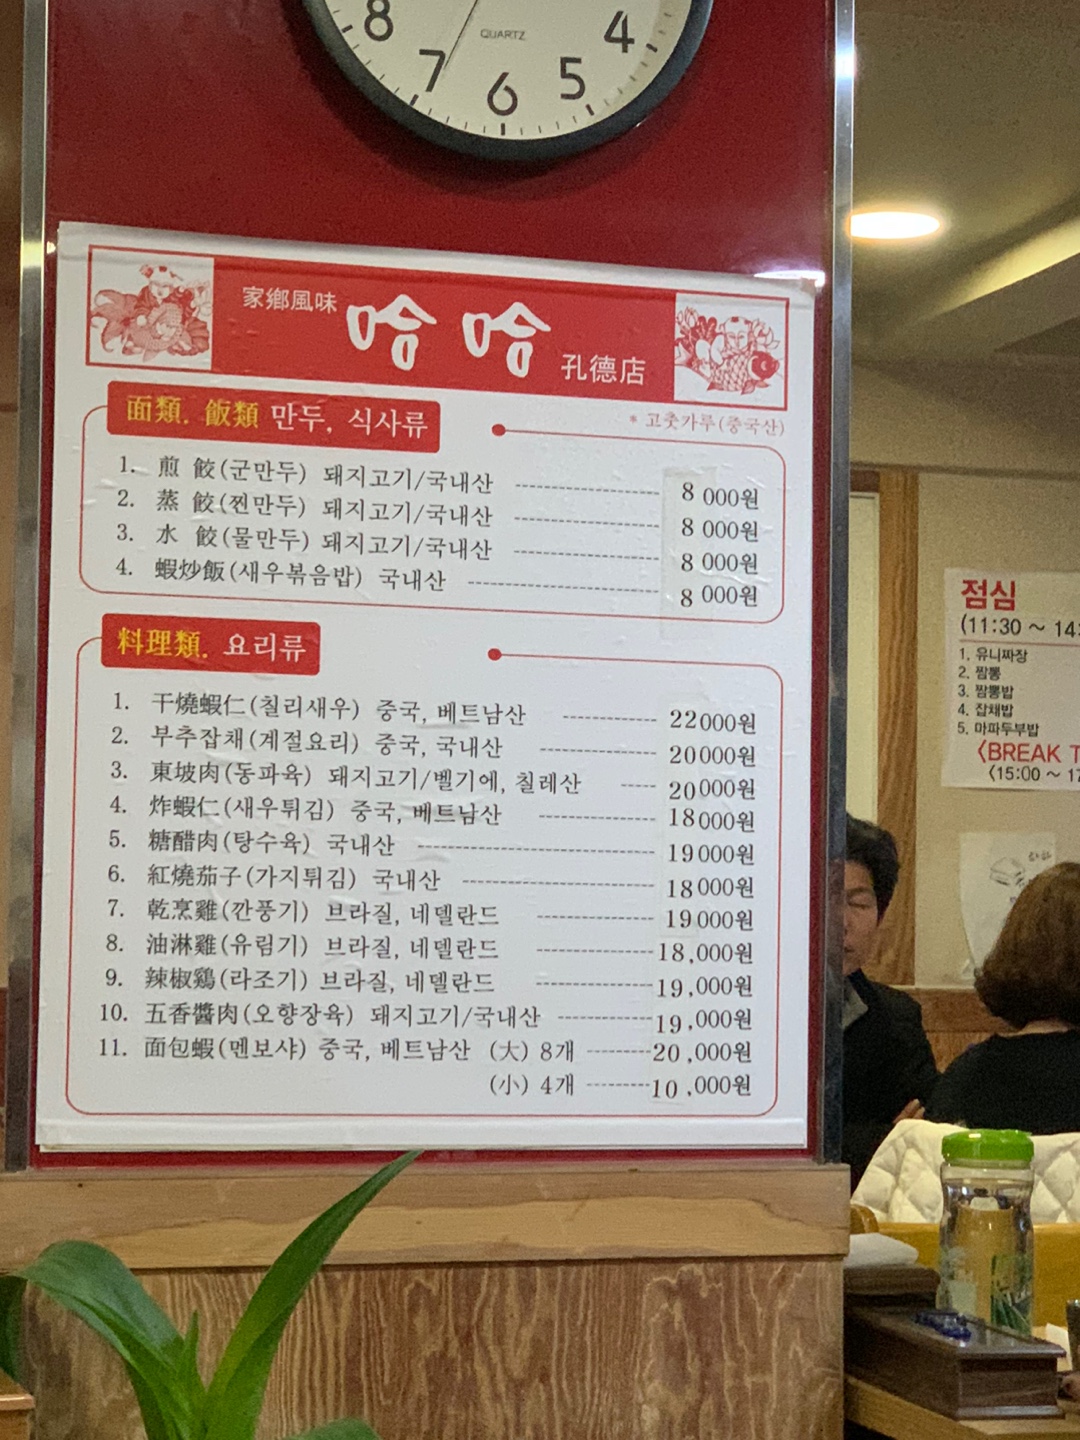 8 7 6 5 4
QUARTZ
家鄉風味 哈哈 孔德店
面類. 飯類 만두, 식사류
* 고춧가루(중국산)
1. 煎 餃(군만두) 돼지고기/국내산 8 000원
2. 蒸 餃(찐만두) 돼지고기/국내산 8 000원
3. 水 餃(물만두) 돼지고기/국내산 8 000원
4. 蝦炒飯(새우볶음밥) 국내산 8 000원
料理類. 요리류
1. 干燒蝦仁(칠리새우) 중국, 베트남산 22000원
2. 부추잡채(계절요리) 중국, 국내산 20000원
3. 東坡肉(동파육) 돼지고기/벨기에, 칠레산 20000원
4. 炸蝦仁(새우튀김) 중국, 베트남산 18000원
5. 糖醋肉(탕수육) 국내산 19000원
6. 紅燒茄子(가지튀김) 국내산 18000원
7. 乾烹雞(깐풍기) 브라질, 네델란드 19000원
8. 油淋雞(유림기) 브라질, 네델란드 18,000원
9. 辣椒鷄(라조기) 브라질, 네델란드 19,000원
10. 五香醬肉(오향장육) 돼지고기/국내산 19,000원
11. 面包蝦(멘보샤) 중국, 베트남산 (大) 8개 20,000원
(小) 4개 10,000원
점심
(11:30 ~ 14:
1. 유니짜장
2. 짬뽕
3. 짬뽕밥
4. 잡채밥
5. 마파두부밥
〈BREAK T
〈15:00 ~ 17